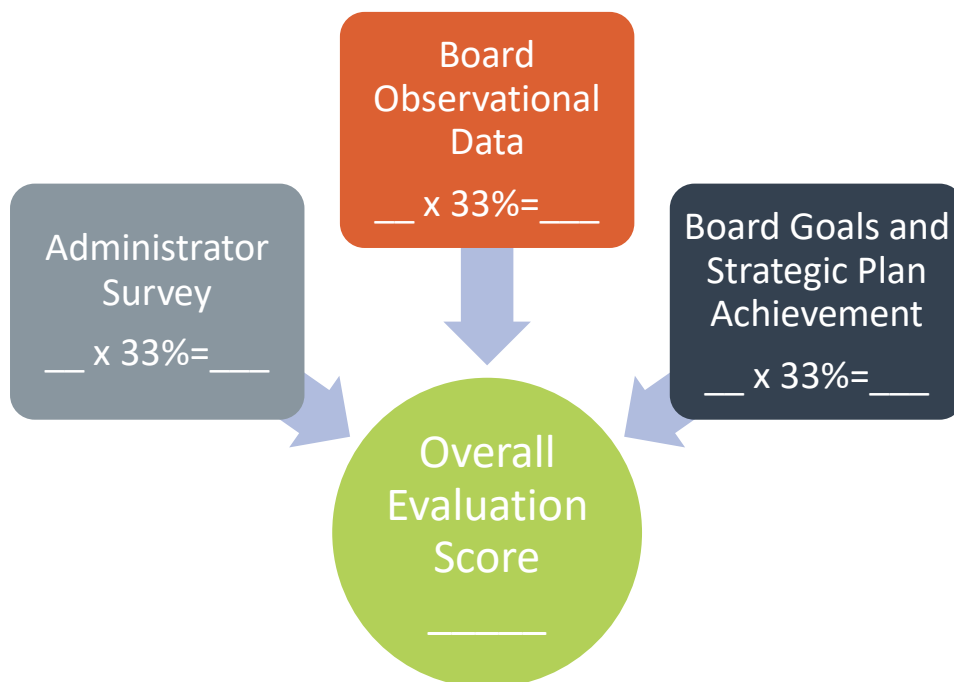 Board
Observational
Data
__ x 33%=___
Administrator
Survey
__ x 33%=___
Board Goals and
Strategic Plan
Achievement
__ x 33%=___
Overall
Evaluation
Score
_____